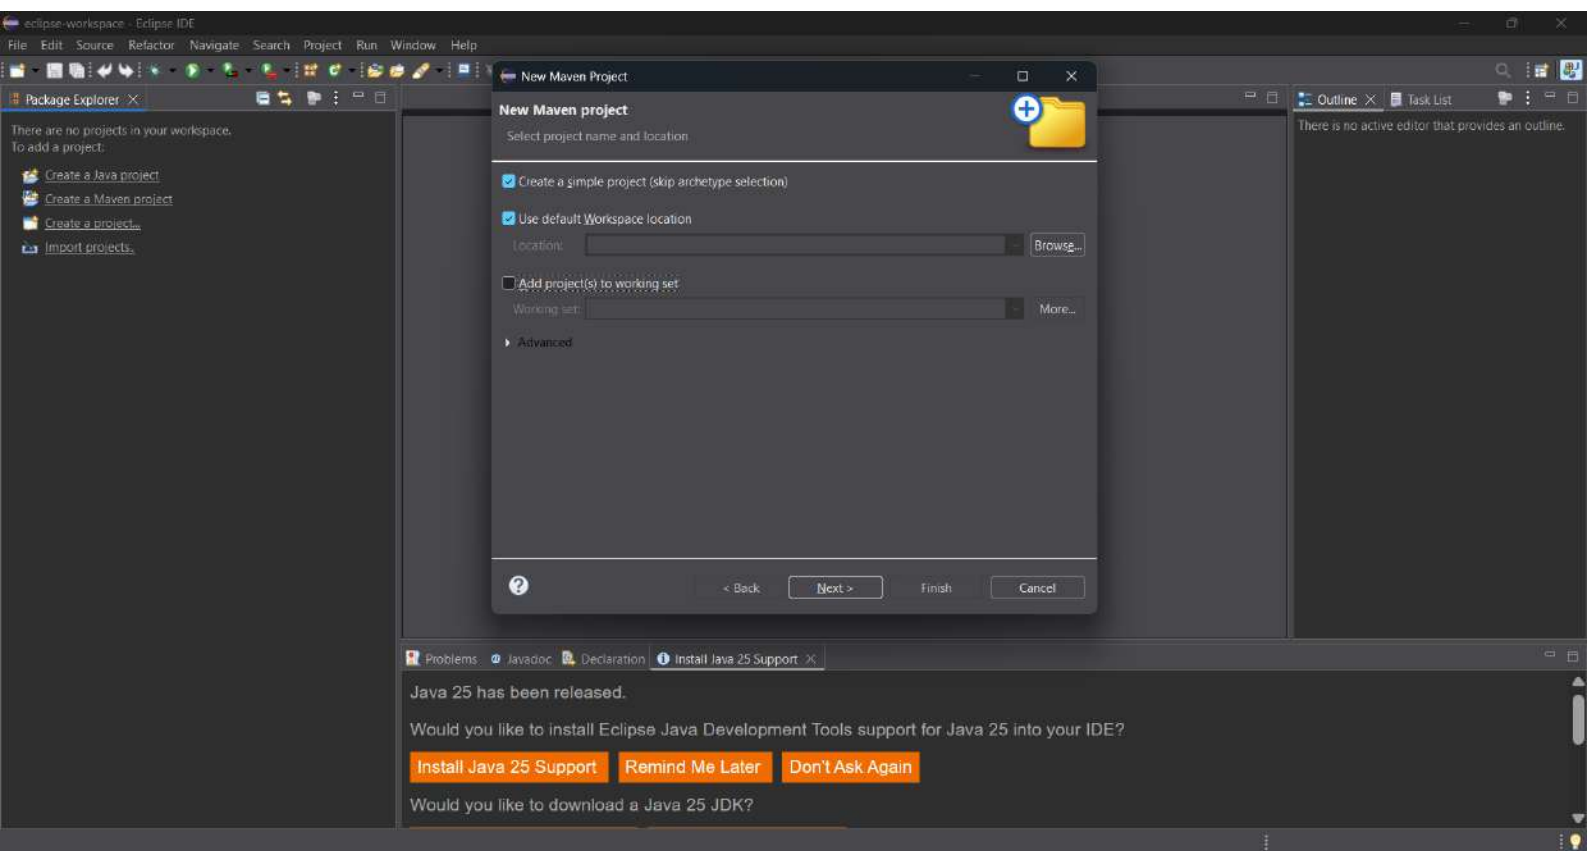 eclipse-workspace - Eclipse IDE
File Edit Source Refactor Navigate Search Project Run Window Help
Package Explorer
There are no projects in your workspace.
To add a project:
Create a Java project
Create a Maven project
Create a project...
Import projects...
New Maven Project
New Maven project
Select project name and location
Create a simple project (skip archetype selection)
Use default Workspace location
Location:
Browse...
Add project(s) to working set
Working set:
More...
Advanced
< Back
Next >
Finish
Cancel
Outline
Task List
There is no active editor that provides an outline.
Problems
Javadoc
Declaration
Install Java 25 Support
Java 25 has been released.
Would you like to install Eclipse Java Development Tools support for Java 25 into your IDE?
Install Java 25 Support
Remind Me Later
Don't Ask Again
Would you like to download a Java 25 JDK?